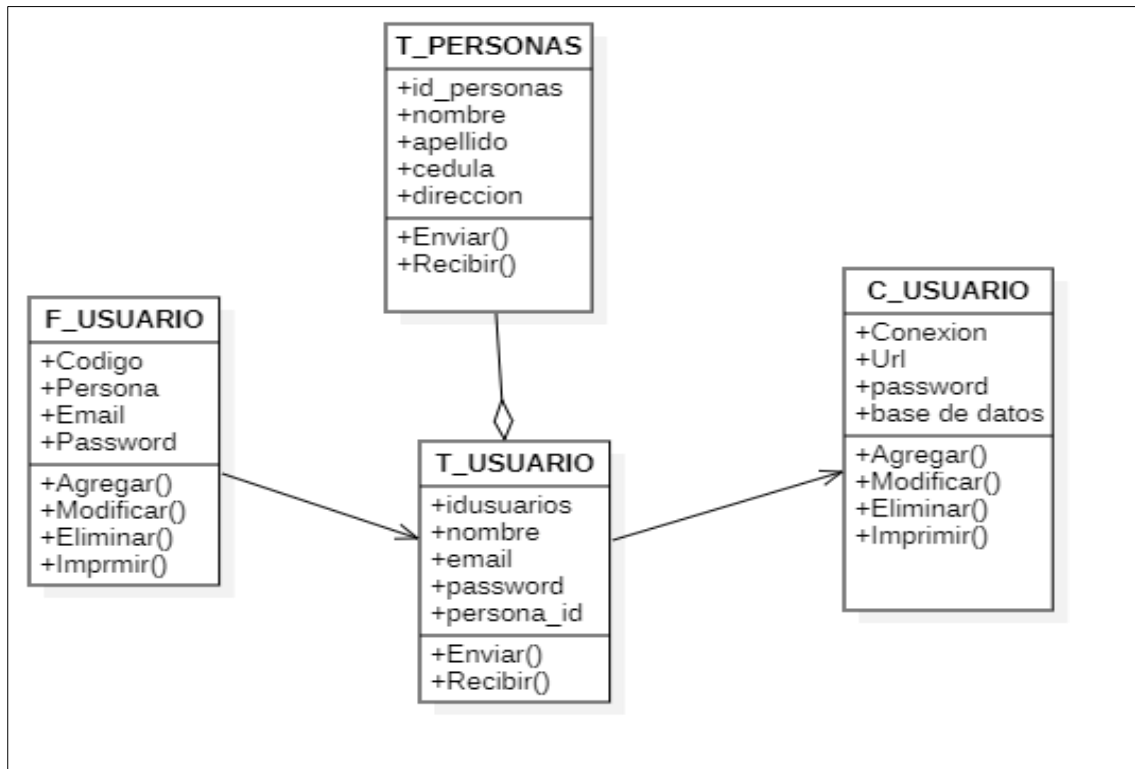 T_PERSONAS
+id_personas
+nombre
+apellido
+cedula
+direccion
+Enviar()
+Recibir()
F_USUARIO
+Codigo
+Persona
+Email
+Password
+Agregar()
+Modificar()
+Eliminar()
+Imprmir()
T_USUARIO
+idusuarios
+nombre
+email
+password
+persona_id
+Enviar()
+Recibir()
C_USUARIO
+Conexion
+Url
+password
+base de datos
+Agregar()
+Modificar()
+Eliminar()
+Imprimir()